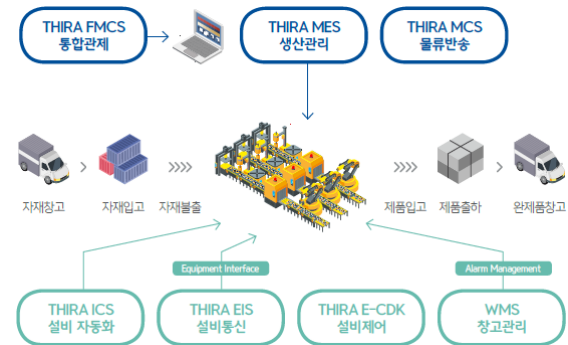 THIRA FMCS
통합관제
THIRA MES
생산관리
THIRA MCS
물류반송
자재창고
자재입고
자재불출
제품입고
제품출하
완제품창고
Equipment Interface
Alarm Management
THIRA ICS
설비 자동화
THIRA EIS
설비통신
THIRA E-CDK
설비제어
WMS
창고관리